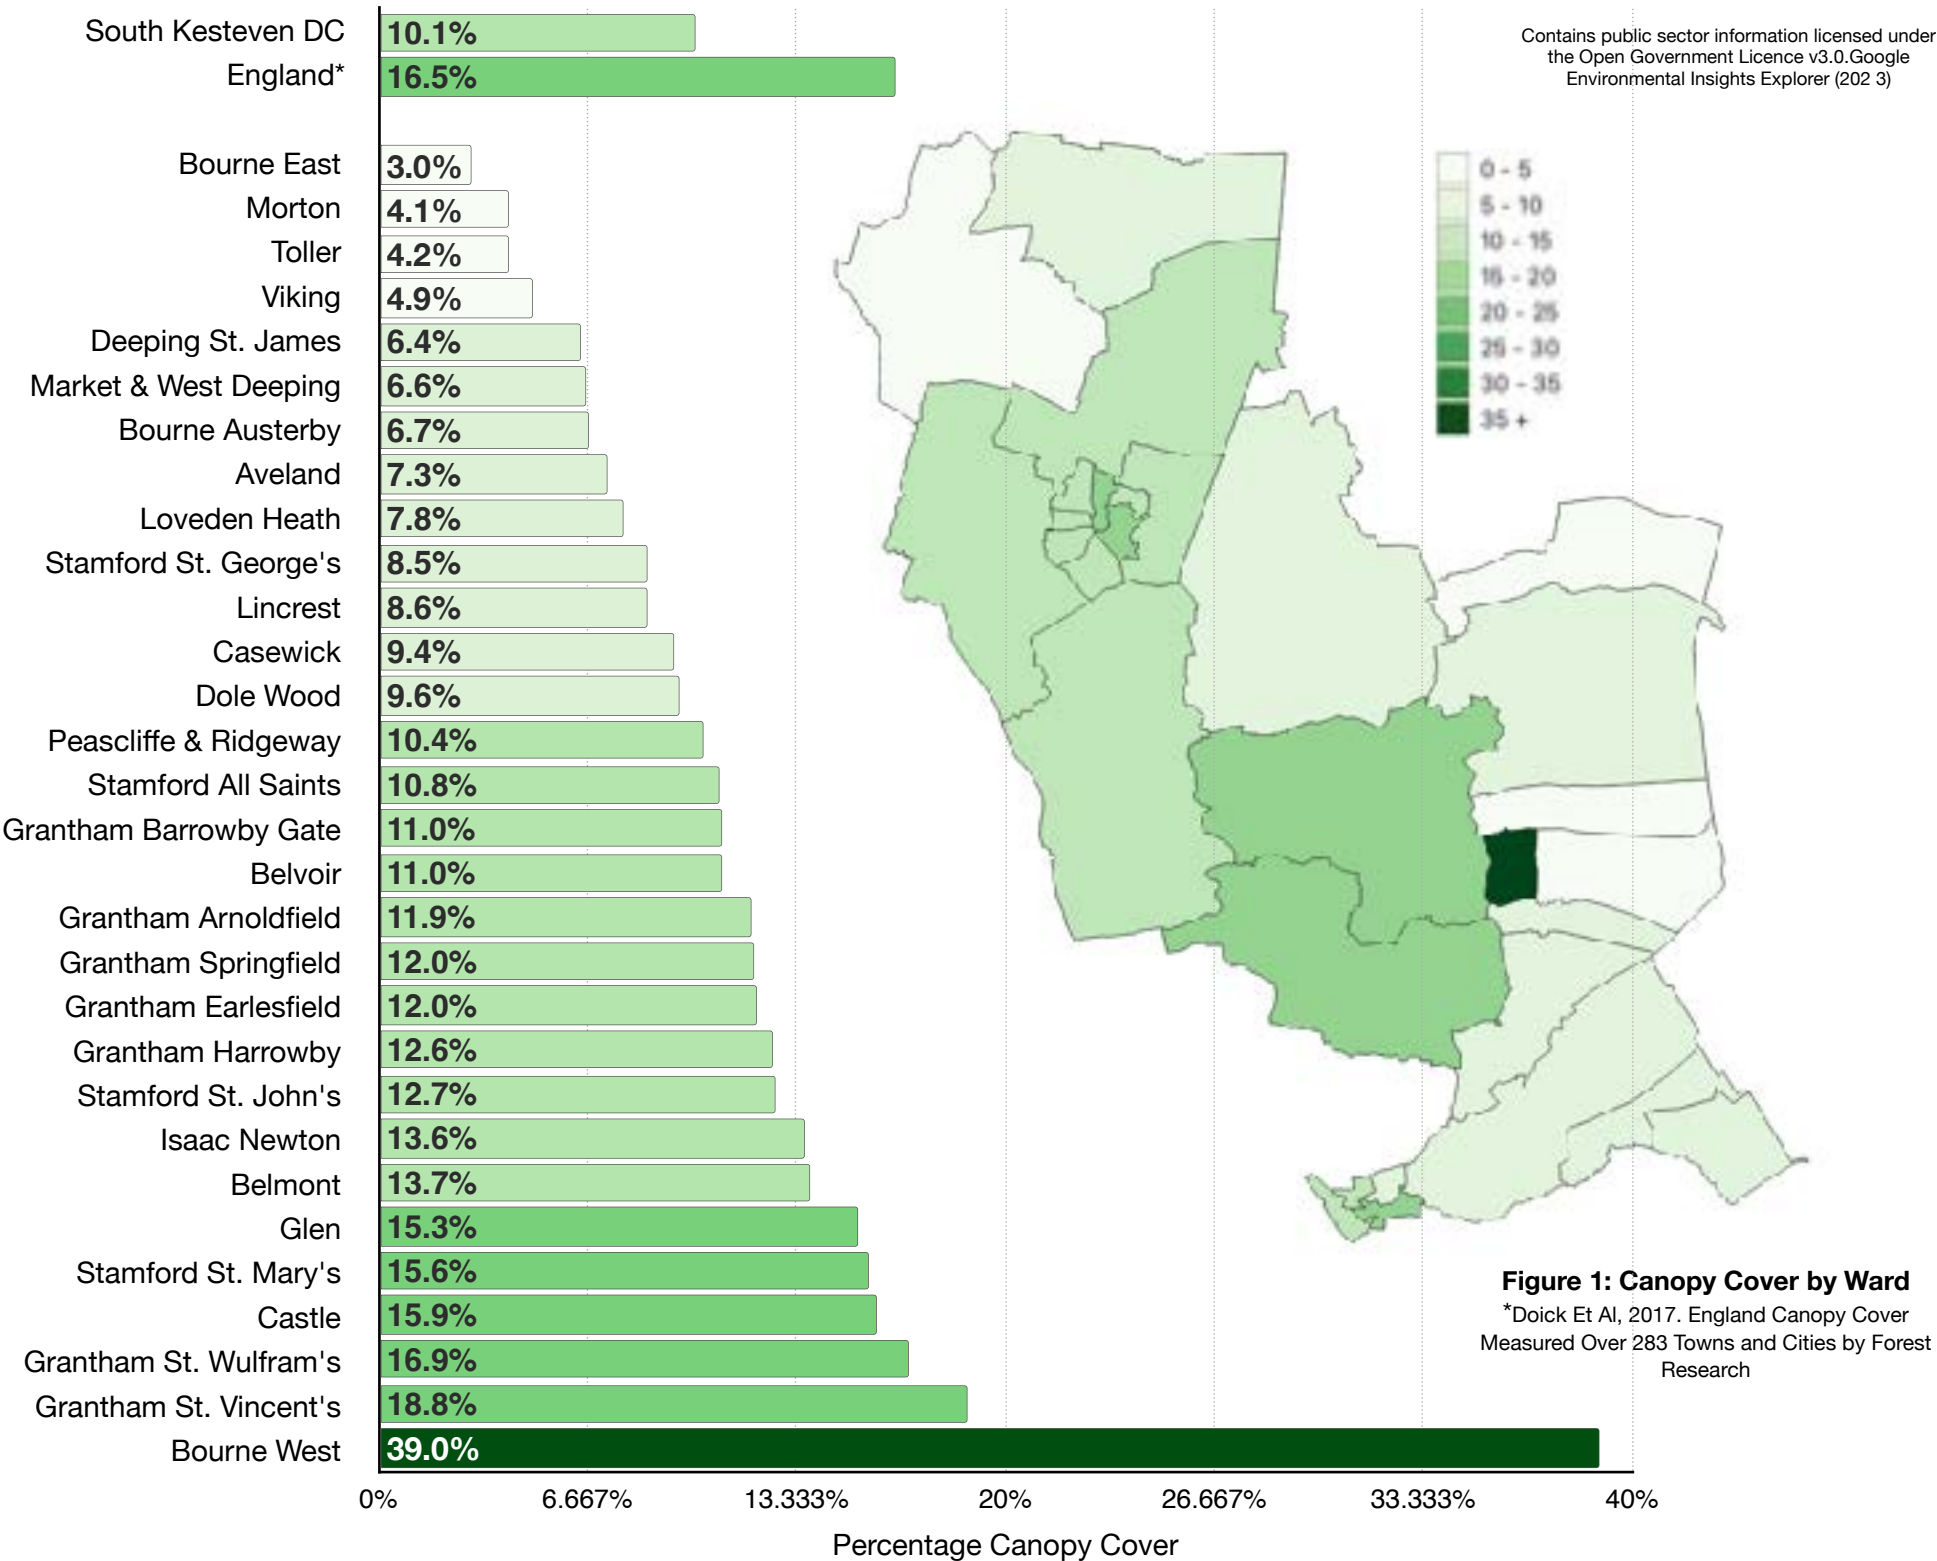 South Kesteven DC 10.1%
England* 16.5%
Contains public sector information licensed under
the Open Government Licence v3.0.Google
Environmental Insights Explorer (202 3)
Bourne East 3.0%
Morton 4.1%
Toller 4.2%
Viking 4.9%
Deeping St. James 6.4%
Market & West Deeping 6.6%
Bourne Austerby 6.7%
Aveland 7.3%
Loveden Heath 7.8%
Stamford St. George's 8.5%
Lincrest 8.6%
Casewick 9.4%
Dole Wood 9.6%
Peascliffe & Ridgeway 10.4%
Stamford All Saints 10.8%
Grantham Barrowby Gate 11.0%
Belvoir 11.0%
Grantham Arnoldfield 11.9%
Grantham Springfield 12.0%
Grantham Earlesfield 12.0%
Grantham Harrowby 12.6%
Stamford St. John's 12.7%
Isaac Newton 13.6%
Belmont 13.7%
Glen 15.3%
Stamford St. Mary's 15.6%
Castle 15.9%
Grantham St. Wulfram's 16.9%
Grantham St. Vincent's 18.8%
Bourne West 39.0%
0% 6.667% 13.333% 20% 26.667% 33.333% 40%
Percentage Canopy Cover
0 - 5
5 - 10
10 - 15
15 - 20
20 - 25
25 - 30
30 - 35
35 +
Figure 1: Canopy Cover by Ward
*Doick Et Al, 2017. England Canopy Cover
Measured Over 283 Towns and Cities by Forest
Research